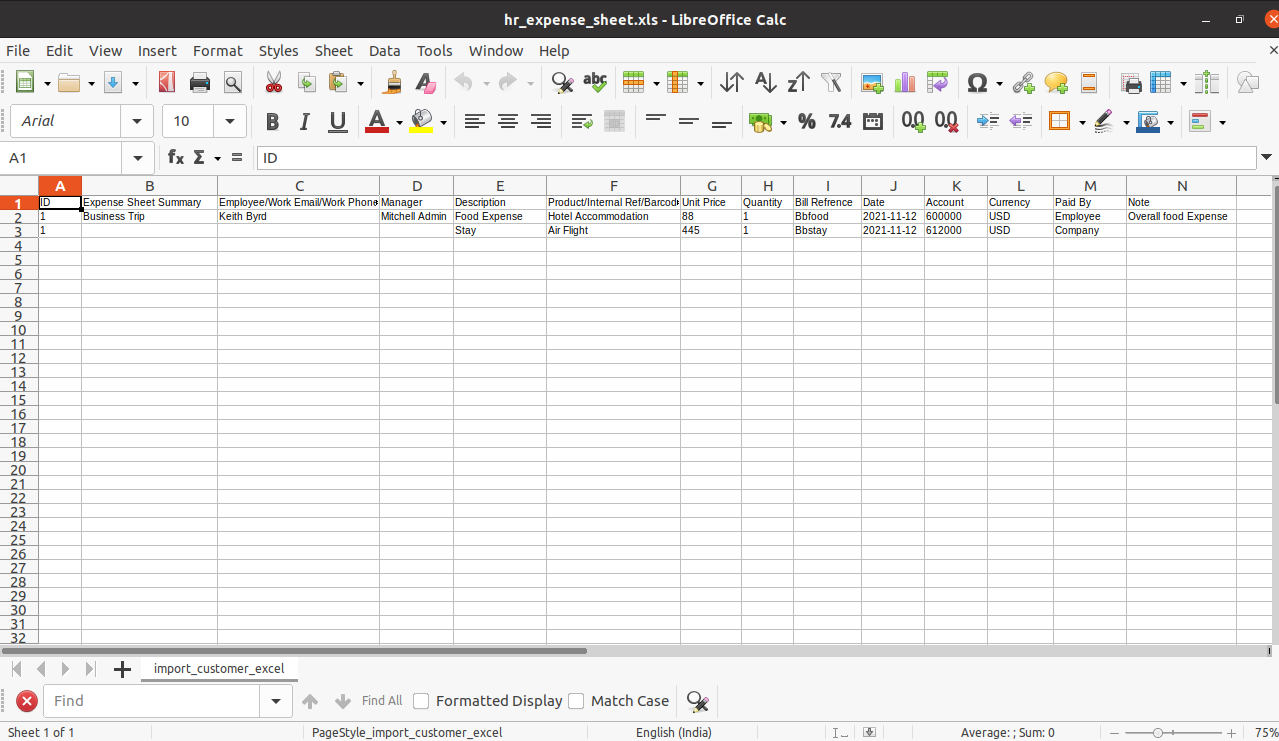 hr_expense_sheet.xls - LibreOffice Calc
File Edit View Insert Format Styles Sheet Data Tools Window Help
Arial 10 7.4
A1 ID
A B C D E F G H I J K L M N
1 ID Expense Sheet Summary Employee/Work Email/Work Phone Manager Description Product/Internal Ref/Barcode Unit Price Quantity Bill Refrence Date Account Currency Paid By Note
2 1 Business Trip Keith Byrd Mitchell Admin Food Expense Hotel Accommodation 88 1 Bbfood 2021-11-12 600000 USD Employee Overall food Expense
3 1 Stay Air Flight 445 1 Bbstay 2021-11-12 612000 USD Company
4
5
6
7
8
9
10
11
12
13
14
15
16
17
18
19
20
21
22
23
24
25
26
27
28
29
30
31
32
import_customer_excel
Find Find All Formatted Display Match Case
Sheet 1 of 1 PageStyle_import_customer_excel English (India) Average: ; Sum: 0 75%